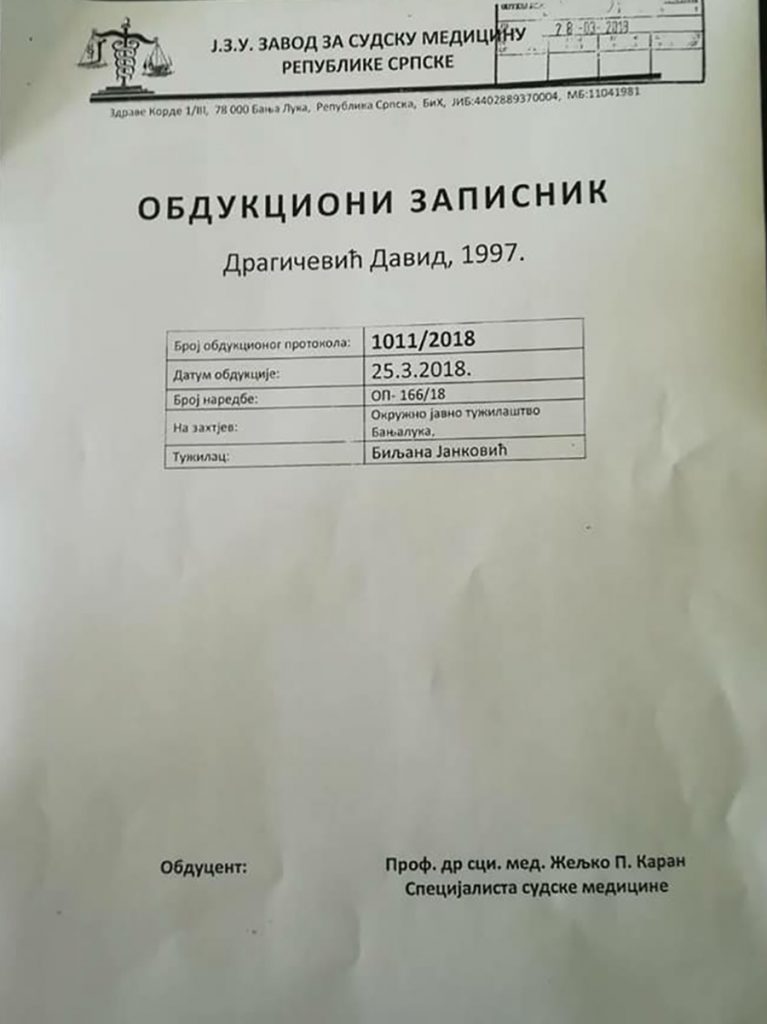 Ј.З.У. ЗАВОД ЗА СУДСКУ МЕДИЦИНУ
РЕПУБЛИКЕ СРПСКЕ
28-03-2018
Здраве Корде 1/III, 78 000 Бања Лука, Република Српска, БиХ, ЈИБ:4402889370004, МБ:11041981
ОБДУКЦИОНИ ЗАПИСНИК
Драгичевић Давид, 1997.
Број обдукционог протокола: 1011/2018
Датум обдукције: 25.3.2018.
Број наредбе: ОП- 166/18
На захтјев: Окружно јавно тужилаштво
Бањалука,
Тужилац: Биљана Јанковић
Обдуцент: Проф. др сци. мед. Жељко П. Каран
Специјалиста судске медицине